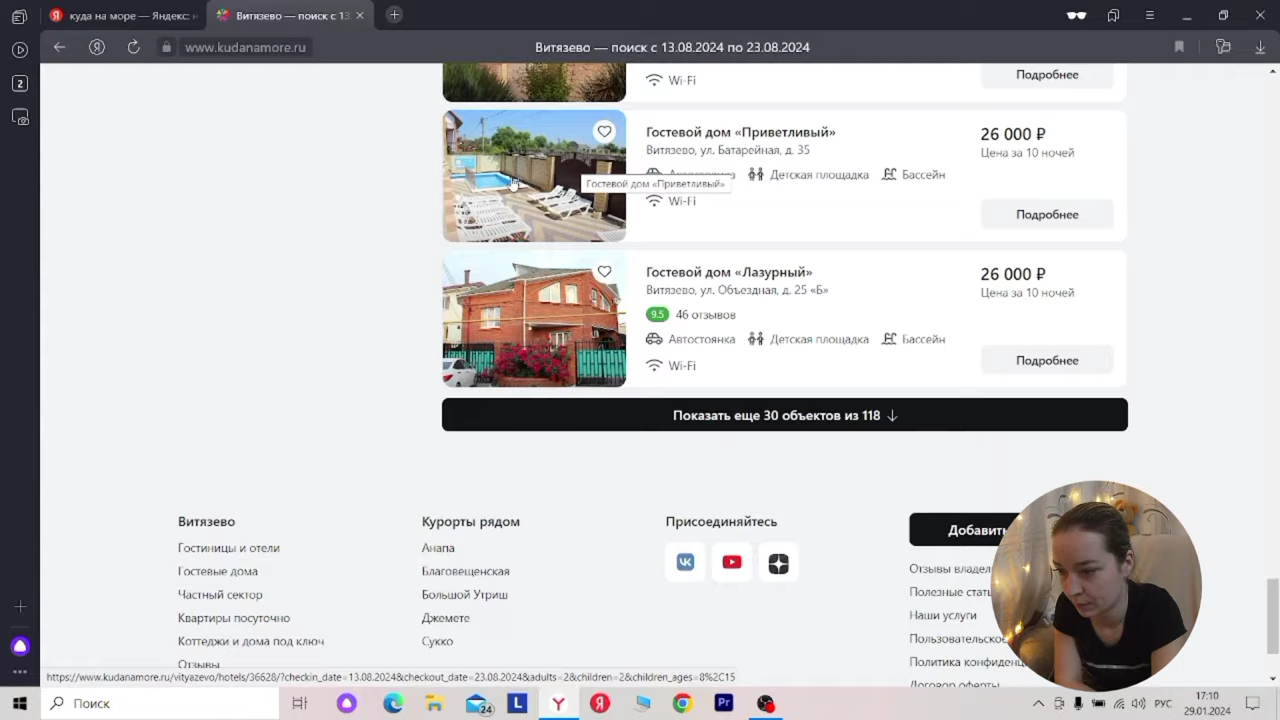 куда на море — Яндекс:
Витязево — поиск с 13
www.kudanamore.ru
Витязево — поиск с 13.08.2024 по 23.08.2024
2
Wi-Fi
Подробнее
Гостевой дом «Приветливый»
26 000 ₽
Витязево, ул. Батарейная, д. 35
Цена за 10 ночей
Детская площадка
Бассейн
Гостевой дом «Приветливый»
Wi-Fi
Подробнее
Гостевой дом «Лазурный»
26 000 ₽
Витязево, ул. Объездная, д. 25 «Б»
Цена за 10 ночей
9.5 46 отзывов
Автостоянка
Детская площадка
Бассейн
Wi-Fi
Подробнее
Показать еще 30 объектов из 118 ↓
Витязево
Гостиницы и отели
Гостевые дома
Частный сектор
Квартиры посуточно
Коттеджи и дома под ключ
Отзывы
Курорты рядом
Анапа
Благовещенская
Большой Утриш
Джемете
Сукко
Присоединяйтесь
Добавить
Отзывы владел
Полезные стать
Наши услуги
Пользовательское
Политика конфиденц
Договор оферты
https://www.kudanamore.ru/vityazevo/hotels/36628/?checkin_date=13.08.2024&checkout_date=23.08.2024&adults=2&children=2&children_ages=8%2C15
Поиск
24
РУС
17:10
29.01.2024